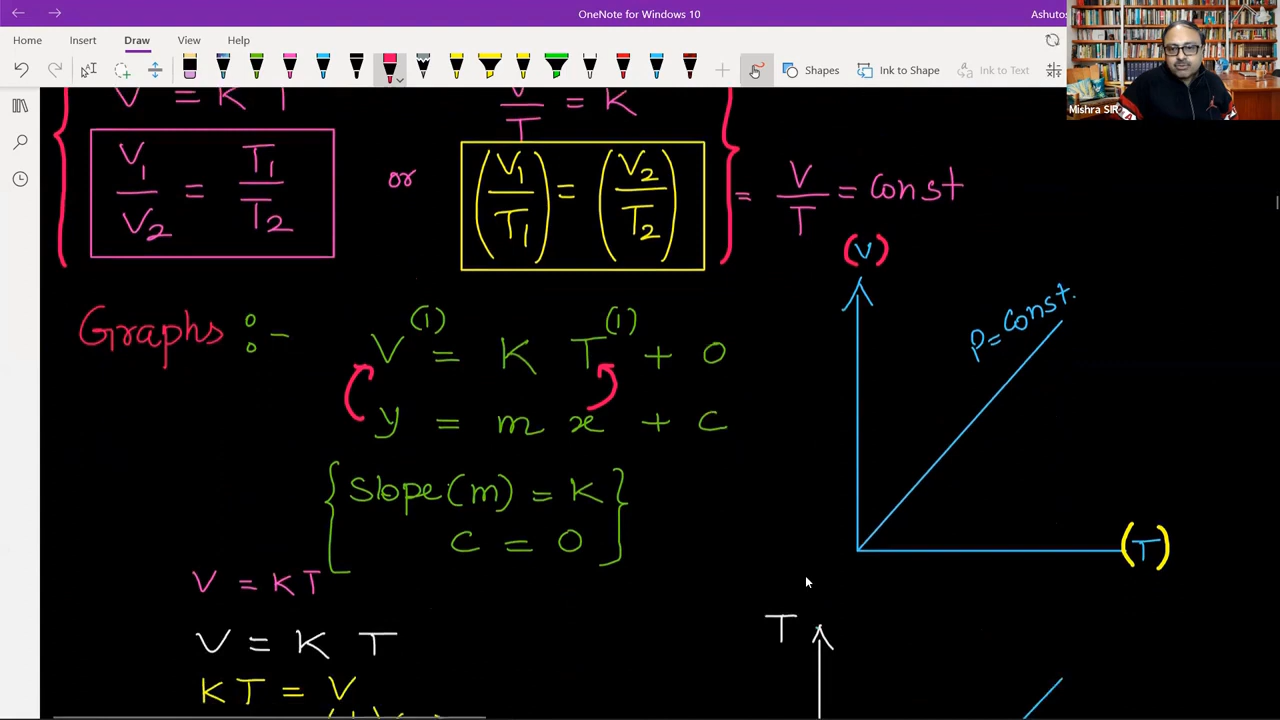 OneNote for Windows 10
Ashutos
Home Insert Draw View Help
Shapes Ink to Shape Ink to Text
Mishra SIR
V = K T
V/T = K
V1/V2 = T1/T2 or (V1/T1) = (V2/T2) = V/T = Const
(V)
P = Const.
Graphs :-
V(1) = K T(1) + 0
y = m x + c
{Slope(m) = K}
c = 0
(T)
V = KT
T
V = K T
KT = V